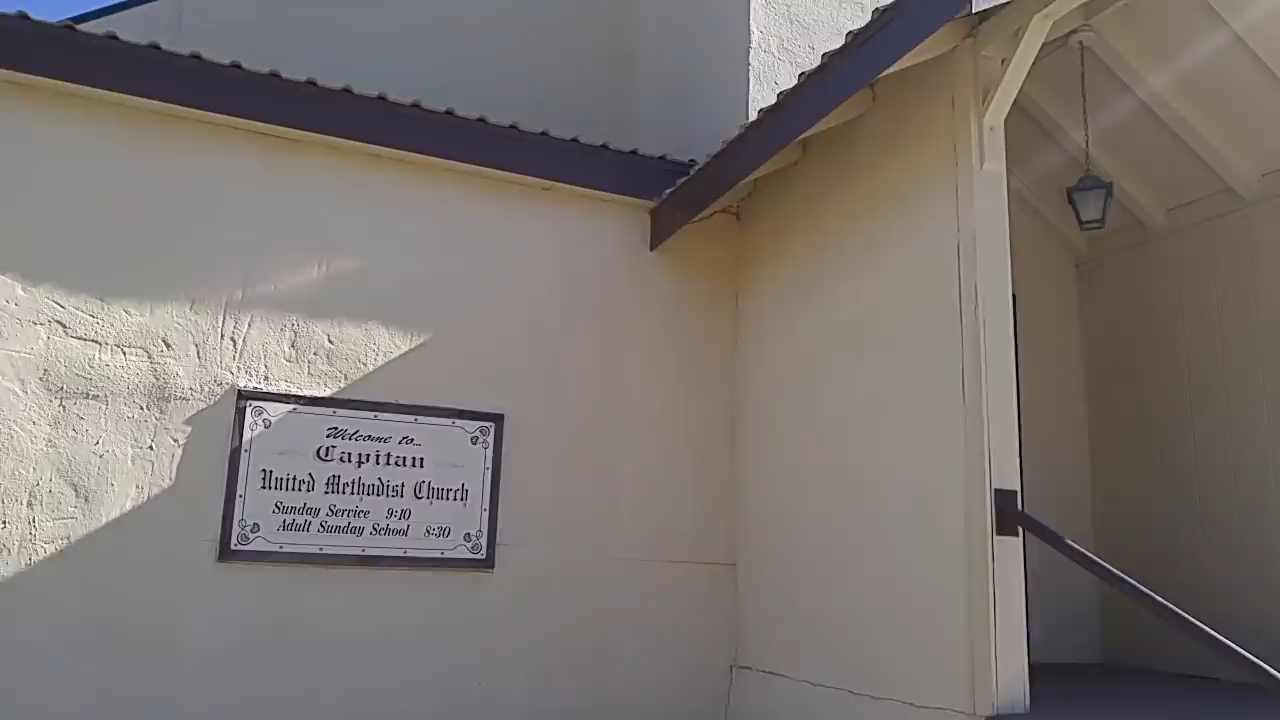 Welcome to...
Capitan
United Methodist Church
Sunday Service 9:10
Adult Sunday School 8:30